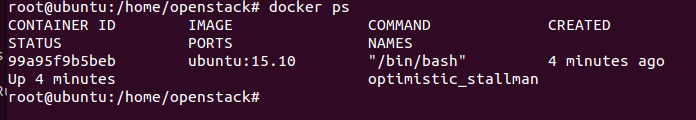 root@ubuntu:/home/openstack# docker ps
CONTAINER ID        IMAGE               COMMAND             CREATED
STATUS              PORTS               NAMES
99a95f9b5beb        ubuntu:15.10        "/bin/bash"         4 minutes ago
Up 4 minutes                            optimistic_stallman
root@ubuntu:/home/openstack#